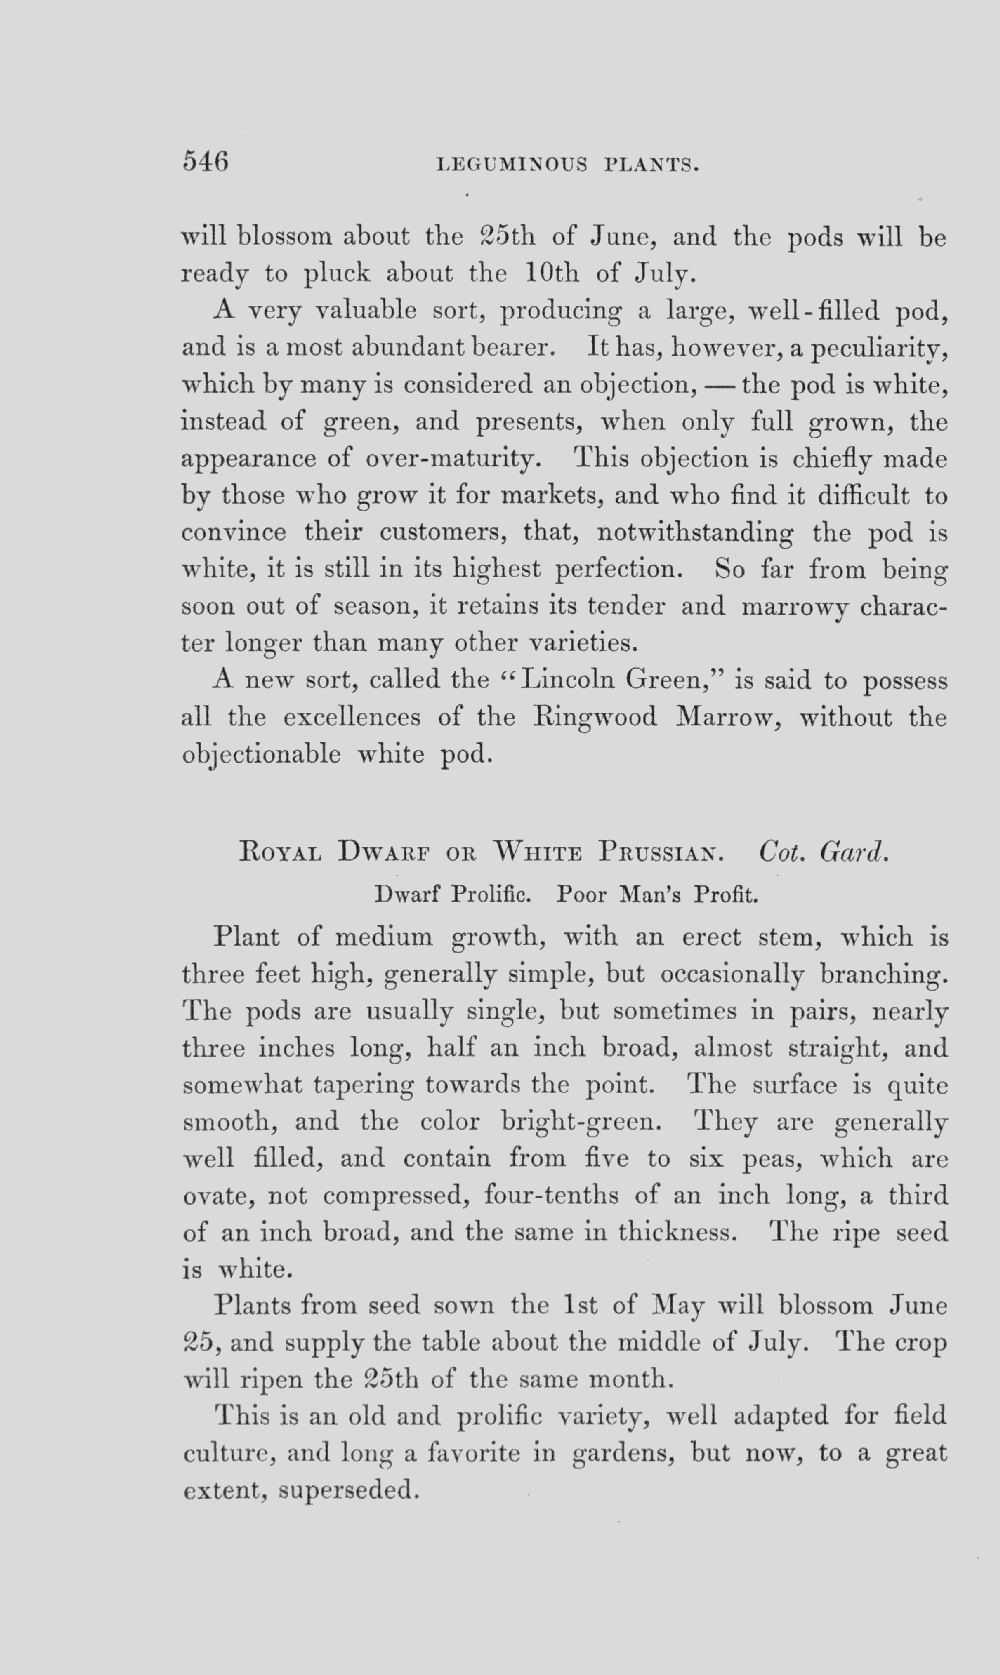 546 LEGUMINOUS PLANTS.
will blossom about the 25th of June, and the pods will be
ready to pluck about the 10th of July.
A very valuable sort, producing a large, well-filled pod,
and is a most abundant bearer. It has, however, a peculiarity,
which by many is considered an objection, — the pod is white,
instead of green, and presents, when only full grown, the
appearance of over-maturity. This objection is chiefly made
by those who grow it for markets, and who find it difficult to
convince their customers, that, notwithstanding the pod is
white, it is still in its highest perfection. So far from being
soon out of season, it retains its tender and marrowy charac-
ter longer than many other varieties.
A new sort, called the “Lincoln Green,” is said to possess
all the excellences of the Ringwood Marrow, without the
objectionable white pod.
ROYAL DWARF OR WHITE PRUSSIAN. Cot. Gard.
Dwarf Prolific. Poor Man's Profit.
Plant of medium growth, with an erect stem, which is
three feet high, generally simple, but occasionally branching.
The pods are usually single, but sometimes in pairs, nearly
three inches long, half an inch broad, almost straight, and
somewhat tapering towards the point. The surface is quite
smooth, and the color bright-green. They are generally
well filled, and contain from five to six peas, which are
ovate, not compressed, four-tenths of an inch long, a third
of an inch broad, and the same in thickness. The ripe seed
is white.
Plants from seed sown the 1st of May will blossom June
25, and supply the table about the middle of July. The crop
will ripen the 25th of the same month.
This is an old and prolific variety, well adapted for field
culture, and long a favorite in gardens, but now, to a great
extent, superseded.